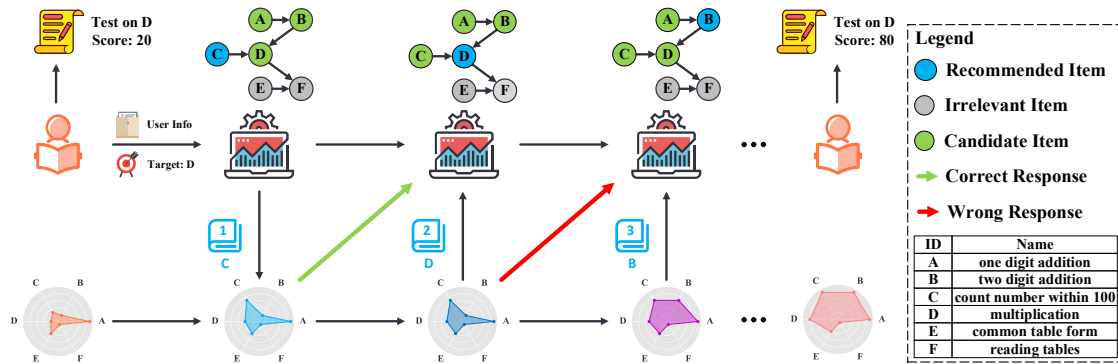 Test on D
Score: 20
A
B
C
D
E
F
A
B
C
D
E
F
A
B
C
D
E
F
Test on D
Score: 80
User Info
Target: D
1
C
2
D
3
B
C
B
D
A
E
F
C
B
D
A
E
F
C
B
D
A
E
F
C
B
D
A
E
F
C
B
D
A
E
F
Legend
Recommended Item
Irrelevant Item
Candidate Item
Correct Response
Wrong Response
ID Name
A one digit addition
B two digit addition
C count number within 100
D multiplication
E common table form
F reading tables